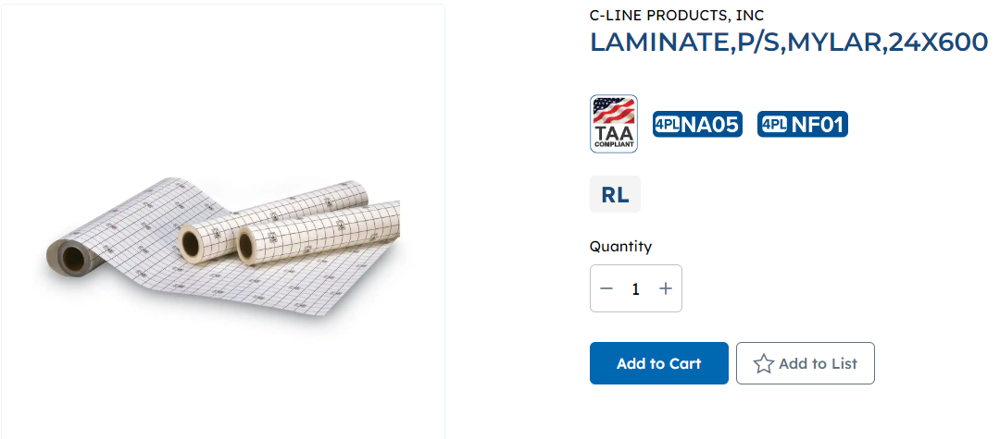 C-LINE PRODUCTS, INC
LAMINATE,P/S,MYLAR,24X600
TAA
COMPLIANT
4PL NA05
4PL NF01
RL
Quantity
− 1 +
Add to Cart
Add to List